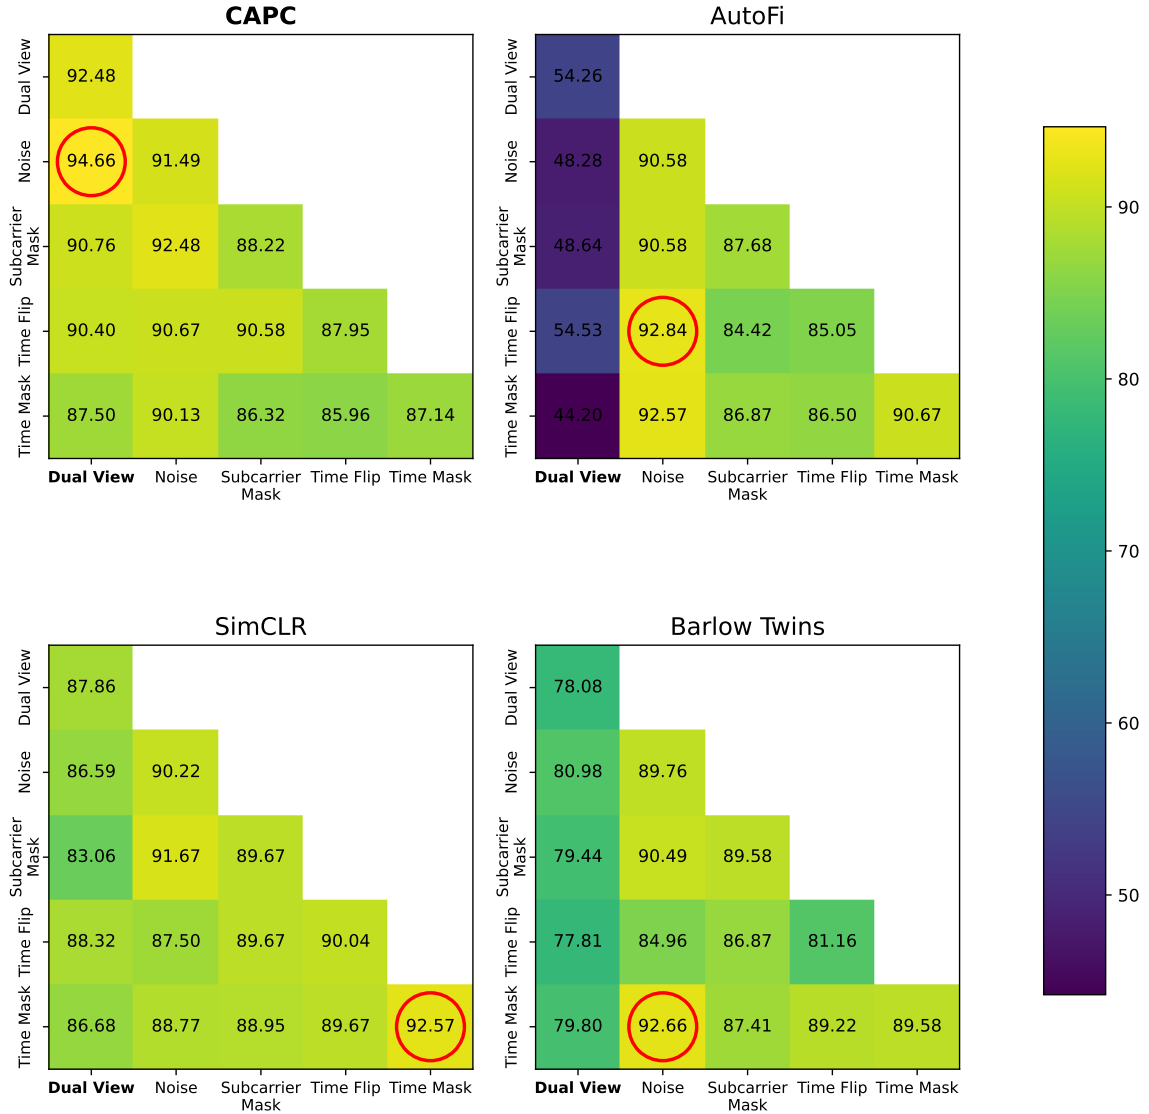 CAPC
Dual View
92.48
Noise
94.66 91.49
Subcarrier
Mask
90.76 92.48 88.22
Time Flip
90.40 90.67 90.58 87.95
Time Mask
87.50 90.13 86.32 85.96 87.14
Dual View Noise Subcarrier Time Flip Time Mask
Mask
AutoFi
Dual View
54.26
Noise
48.28 90.58
Subcarrier
Mask
48.64 90.58 87.68
Time Flip
54.53 92.84 84.42 85.05
Time Mask
44.20 92.57 86.87 86.50 90.67
Dual View Noise Subcarrier Time Flip Time Mask
Mask
SimCLR
Dual View
87.86
Noise
86.59 90.22
Subcarrier
Mask
83.06 91.67 89.67
Time Flip
88.32 87.50 89.67 90.04
Time Mask
86.68 88.77 88.95 89.67 92.57
Dual View Noise Subcarrier Time Flip Time Mask
Mask
Barlow Twins
Dual View
78.08
Noise
80.98 89.76
Subcarrier
Mask
79.44 90.49 89.58
Time Flip
77.81 84.96 86.87 81.16
Time Mask
79.80 92.66 87.41 89.22 89.58
Dual View Noise Subcarrier Time Flip Time Mask
Mask
90
80
70
60
50